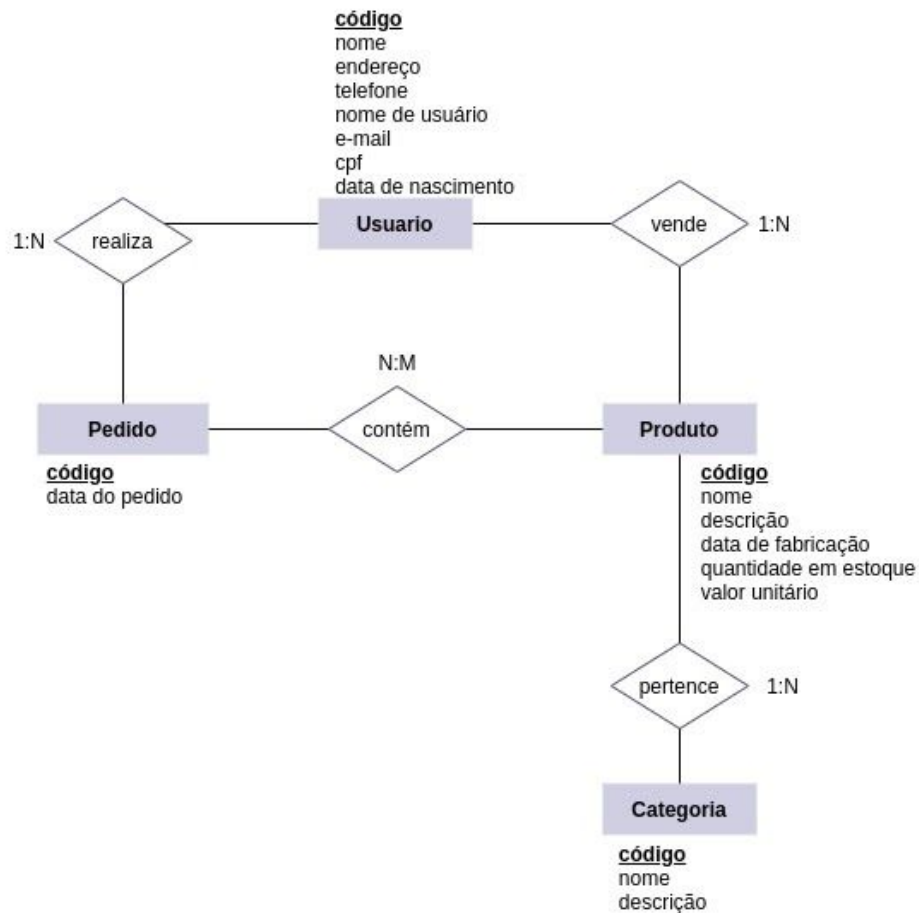 código
nome
endereço
telefone
nome de usuário
e-mail
cpf
data de nascimento
Usuario
realiza
1:N
vende
1:N
N:M
Pedido
contém
Produto
código
data do pedido
código
nome
descrição
data de fabricação
quantidade em estoque
valor unitário
pertence
1:N
Categoria
código
nome
descrição